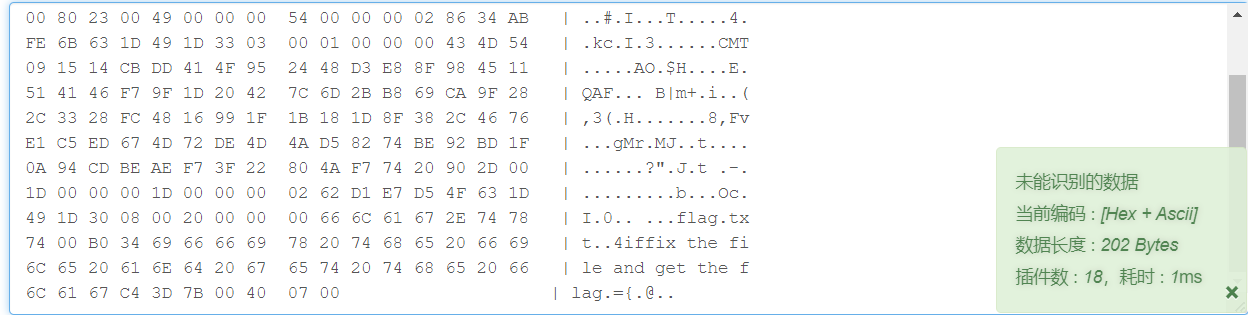 00 80 23 00 49 00 00 00 54 00 00 00 02 86 34 AB | ..#.I...T.....4.
FE 6B 63 1D 49 1D 33 03 00 01 00 00 00 43 4D 54 | .kc.I.3......CMT
09 15 14 CB DD 41 4F 95 24 48 D3 E8 8F 98 45 11 | .....AO.$H....E.
51 41 46 F7 9F 1D 20 42 7C 6D 2B B8 69 CA 9F 28 | QAF... B|m+.i..(
2C 33 28 FC 48 16 99 1F 1B 18 1D 8F 38 2C 46 76 | ,3(.H.......8,Fv
E1 C5 ED 67 4D 72 DE 4D 4A D5 82 74 BE 92 BD 1F | ...gMr.MJ..t....
0A 94 CD BE AE F7 3F 22 80 4A F7 74 20 90 2D 00 | ......?".J.t .-.
1D 00 00 00 1D 00 00 00 02 62 D1 E7 D5 4F 63 1D | .........b...Oc.
49 1D 30 08 00 20 00 00 00 66 6C 61 67 2E 74 78 | I.0.. ...flag.tx
74 00 B0 34 69 66 66 69 78 20 74 68 65 20 66 69 | t..4iffix the fi
6C 65 20 61 6E 64 20 67 65 74 20 74 68 65 20 66 | le and get the f
6C 61 67 C4 3D 7B 00 40 07 00 | lag.={.@..
未能识别的数据
当前编码 : [Hex + Ascii]
数据长度 : 202 Bytes
插件数 : 18，耗时 : 1ms
×